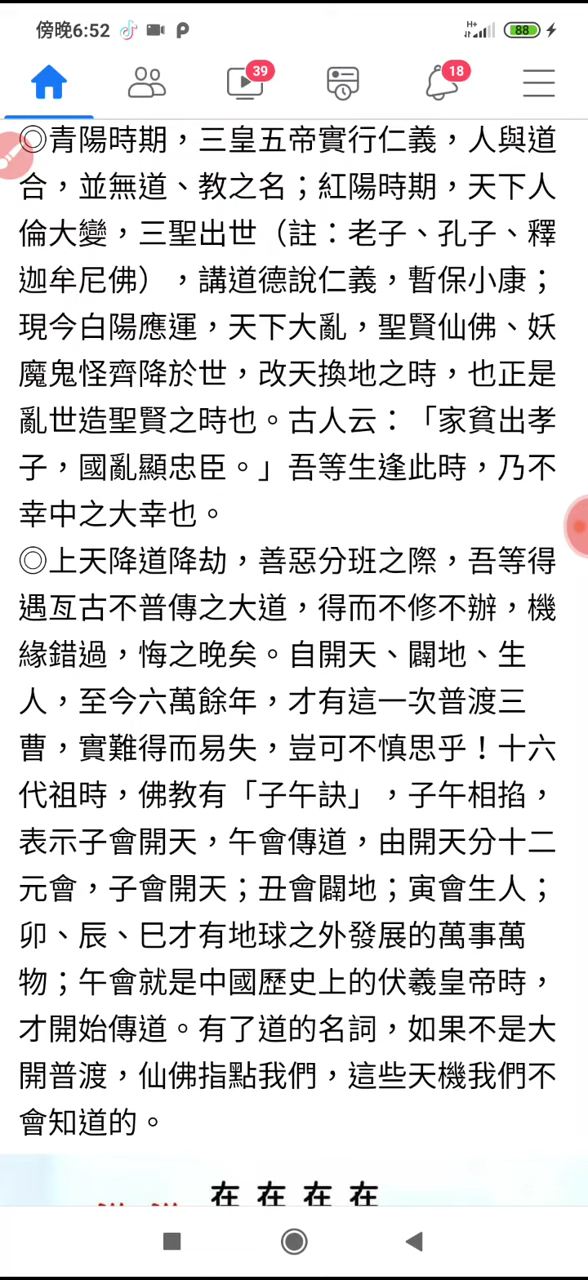 傍晚6:52
H+
88
39
18
◎青陽時期，三皇五帝實行仁義，人與道
合，並無道、教之名；紅陽時期，天下人
倫大變，三聖出世（註：老子、孔子、釋
迦牟尼佛），講道德說仁義，暫保小康；
現今白陽應運，天下大亂，聖賢仙佛、妖
魔鬼怪齊降於世，改天換地之時，也正是
亂世造聖賢之時也。古人云：「家貧出孝
子，國亂顯忠臣。」吾等生逢此時，乃不
幸中之大幸也。
◎上天降道降劫，善惡分班之際，吾等得
遇亙古不普傳之大道，得而不修不辦，機
緣錯過，悔之晚矣。自開天、闢地、生
人，至今六萬餘年，才有這一次普渡三
曹，實難得而易失，豈可不慎思乎！十六
代祖時，佛教有「子午訣」，子午相掐，
表示子會開天，午會傳道，由開天分十二
元會，子會開天；丑會闢地；寅會生人；
卯、辰、巳才有地球之外發展的萬事萬
物；午會就是中國歷史上的伏羲皇帝時，
才開始傳道。有了道的名詞，如果不是大
開普渡，仙佛指點我們，這些天機我們不
會知道的。
在 在 在 在